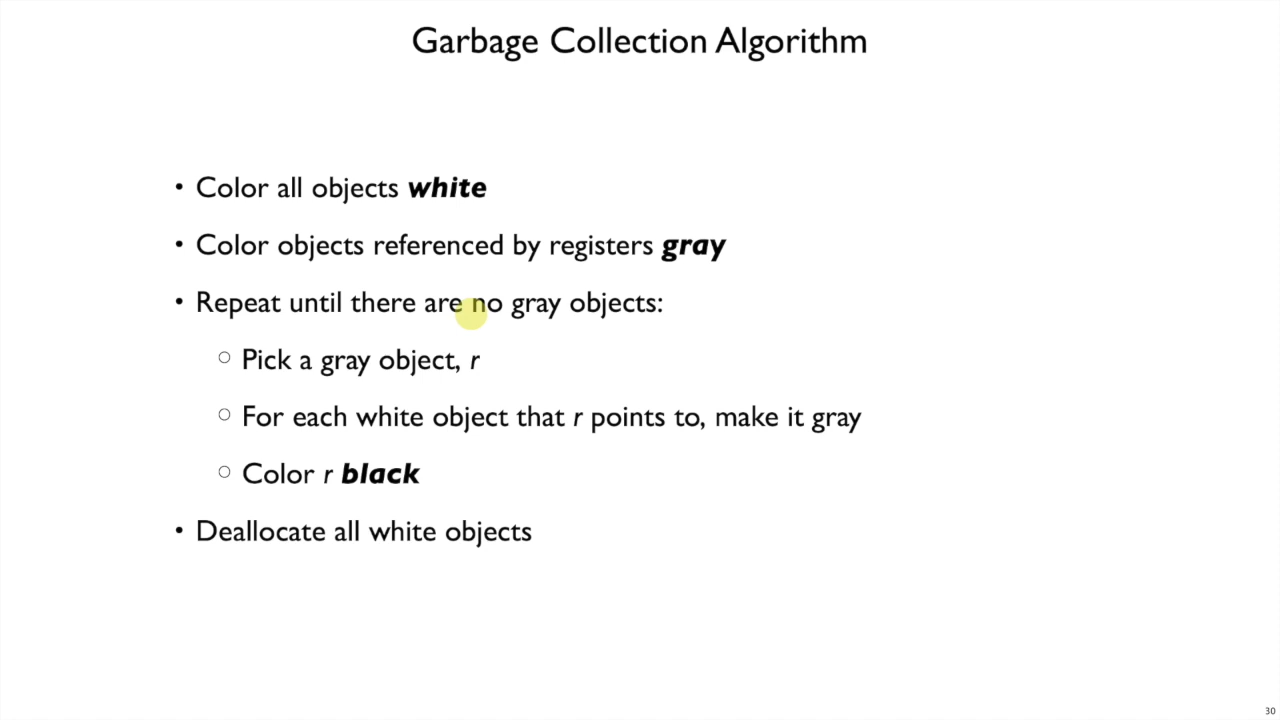 Garbage Collection Algorithm
• Color all objects white
• Color objects referenced by registers gray
• Repeat until there are no gray objects:
○ Pick a gray object, r
○ For each white object that r points to, make it gray
○ Color r black
• Deallocate all white objects
30